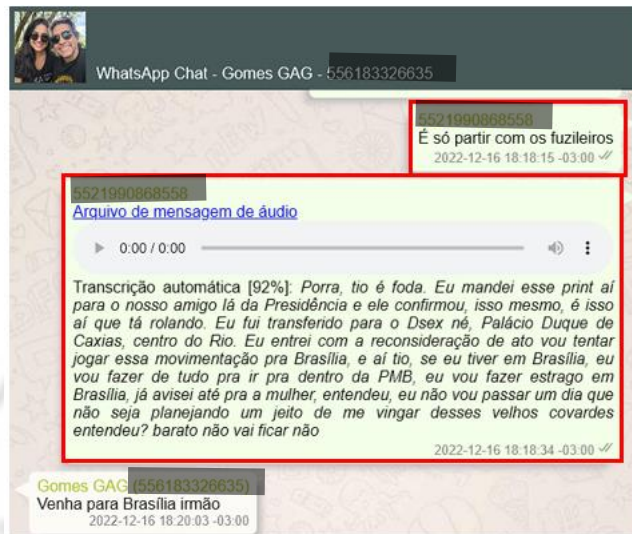 WhatsApp Chat - Gomes GAG - 556183326635
5521990868558
É só partir com os fuzileiros
2022-12-16 18:18:15 -03:00
5521990868558
Arquivo de mensagem de áudio
0:00 / 0:00
Transcrição automática [92%]: Porra, tio é foda. Eu mandei esse print aí
para o nosso amigo lá da Presidência e ele confirmou, isso mesmo, é isso
aí que tá rolando. Eu fui transferido para o Dsex né, Palácio Duque de
Caxias, centro do Rio. Eu entrei com a reconsideração de ato vou tentar
jogar essa movimentação pra Brasília, e aí tio, se eu tiver em Brasília, eu
vou fazer de tudo pra ir pra dentro da PMB, eu vou fazer estrago em
Brasília, já avisei até pra a mulher, entendeu, eu não vou passar um dia que
não seja planejando um jeito de me vingar desses velhos covardes
entendeu? barato não vai ficar não
2022-12-16 18:18:34 -03:00
Gomes GAG (556183326635)
Venha para Brasília irmão
2022-12-16 18:20:03 -03:00